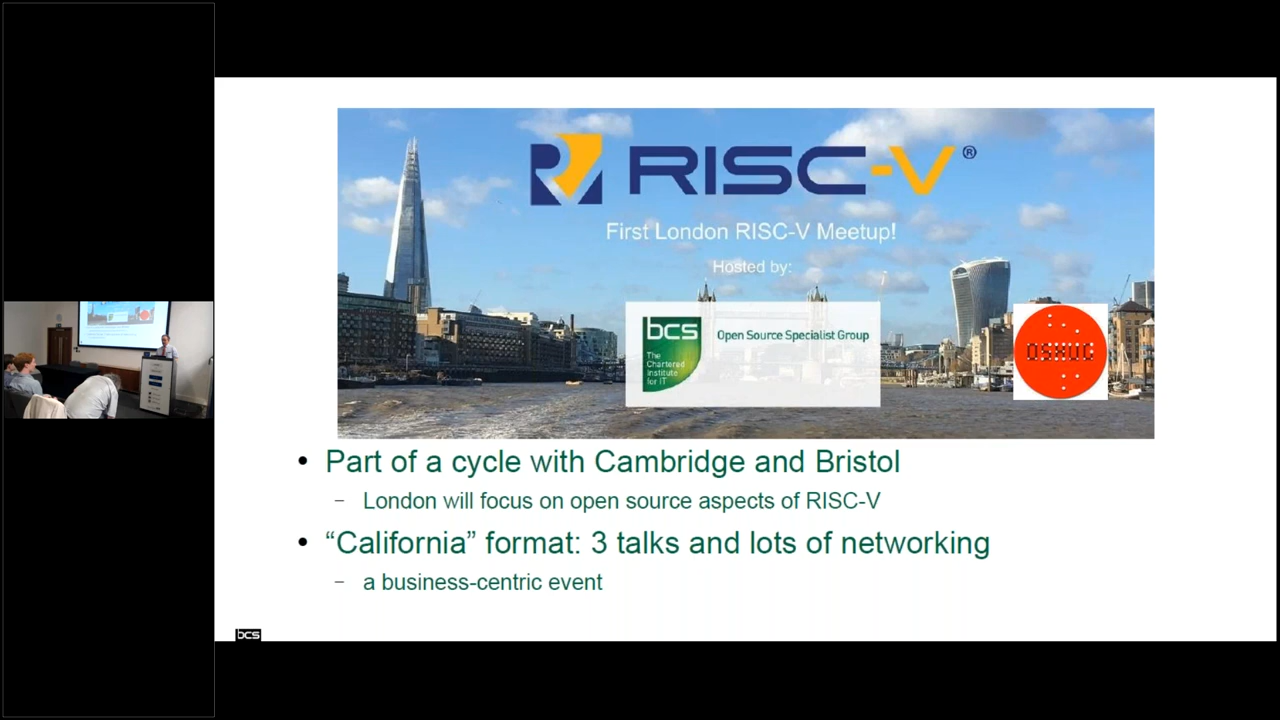 RISC-V®
First London RISC-V Meetup!
Hosted by:
bcs
The
Chartered
Institute
for IT
Open Source Specialist Group
OSHUG
• Part of a cycle with Cambridge and Bristol
– London will focus on open source aspects of RISC-V
• “California” format: 3 talks and lots of networking
– a business-centric event
bcs